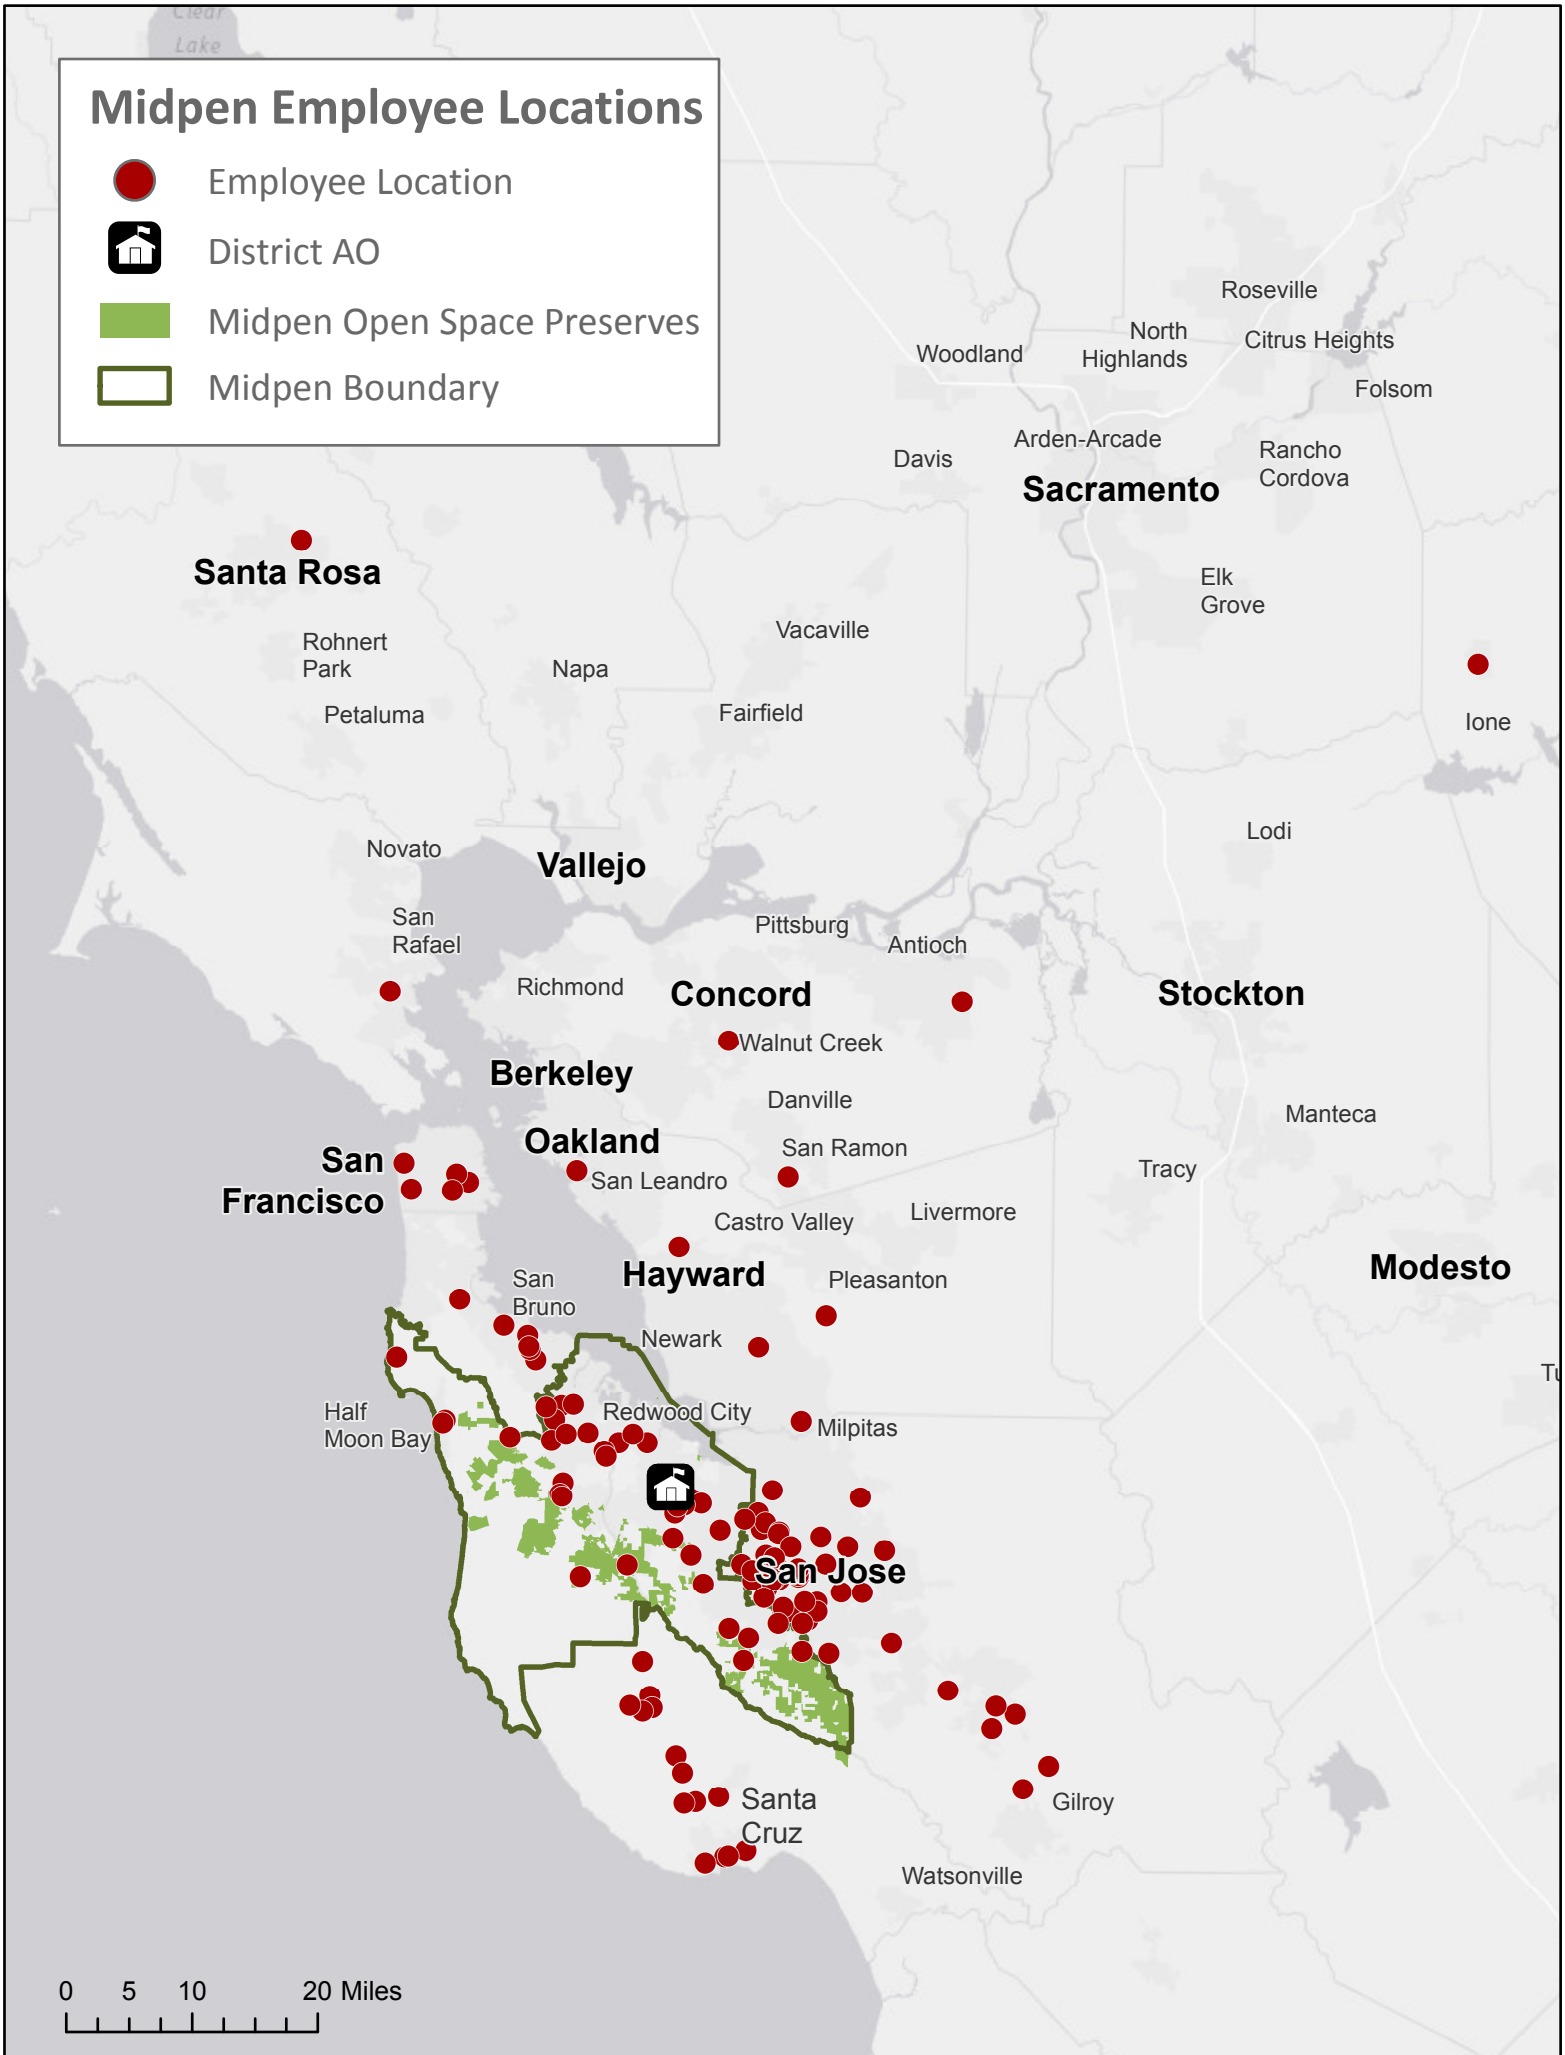 Clear
Lake
Midpen Employee Locations
Employee Location
District AO
Midpen Open Space Preserves
Midpen Boundary
Roseville
North
Highlands
Citrus Heights
Woodland
Folsom
Arden-Arcade
Rancho
Cordova
Davis
Sacramento
Santa Rosa
Elk
Grove
Vacaville
Rohnert
Park
Napa
Petaluma
Fairfield
Ione
Lodi
Novato
Vallejo
San
Rafael
Pittsburg
Antioch
Richmond
Concord
Stockton
Walnut Creek
Berkeley
Danville
Manteca
Oakland
San Ramon
San
Francisco
San Leandro
Tracy
Castro Valley
Livermore
Hayward
Modesto
San
Bruno
Pleasanton
Newark
Tu
Half
Moon Bay
Redwood City
Milpitas
San Jose
Santa
Cruz
Gilroy
Watsonville
0 5 10 20 Miles